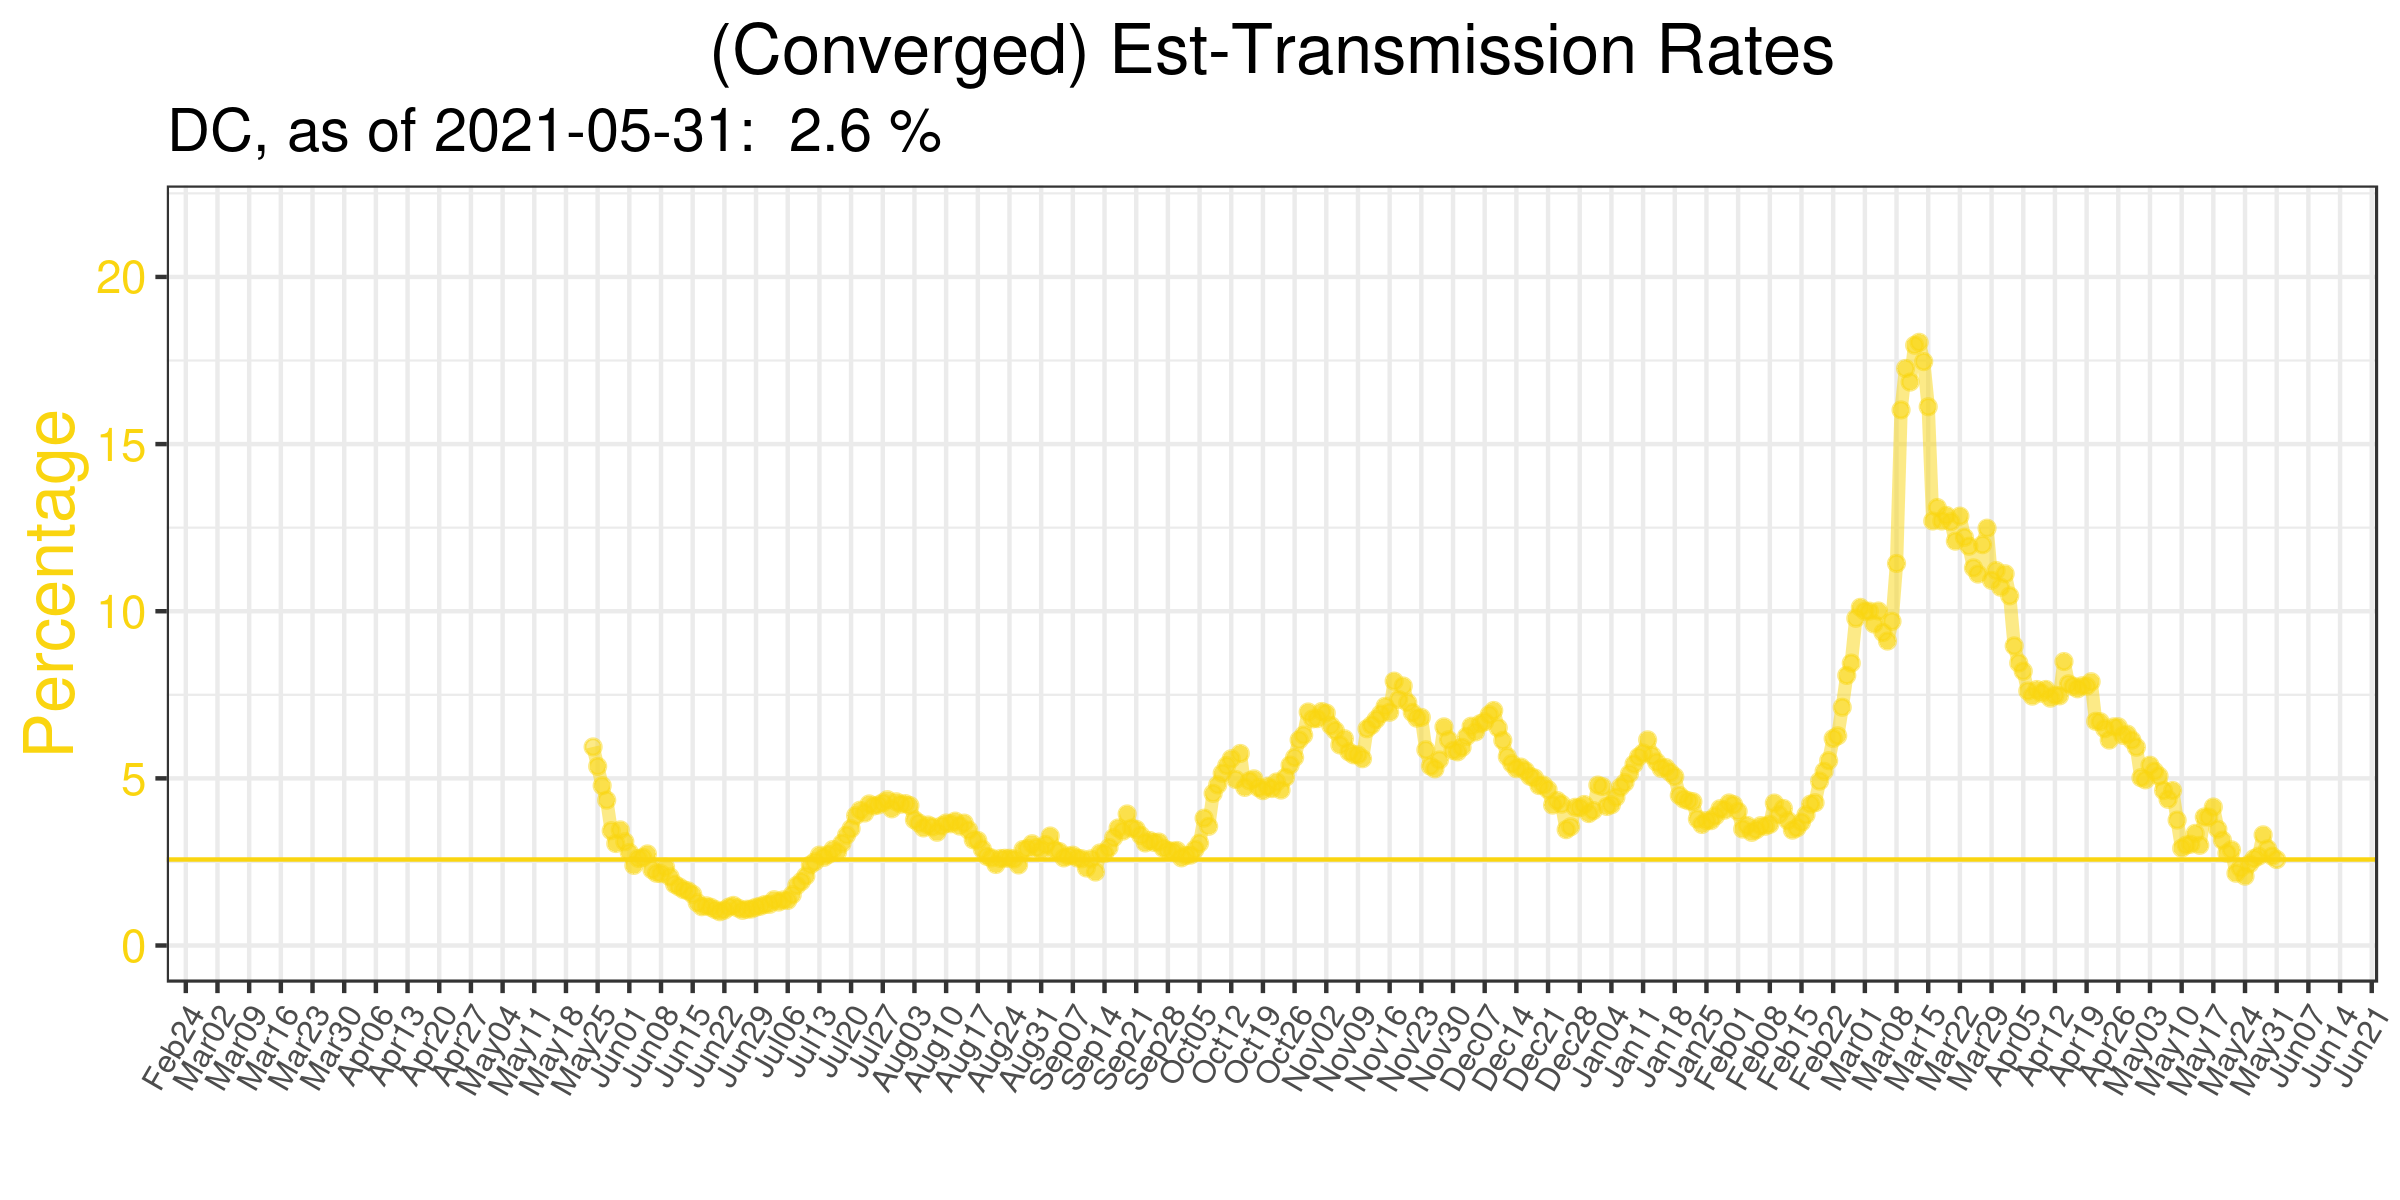 (Converged) Est-Transmission Rates
DC, as of 2021-05-31:  2.6 %
Percentage
20
15
10
5
0
Feb24
Mar02
Mar09
Mar16
Mar23
Mar30
Apr06
Apr13
Apr20
Apr27
May04
May11
May18
May25
Jun01
Jun08
Jun15
Jun22
Jun29
Jul06
Jul13
Jul20
Jul27
Aug03
Aug10
Aug17
Aug24
Aug31
Sep07
Sep14
Sep21
Sep28
Oct05
Oct12
Oct19
Oct26
Nov02
Nov09
Nov16
Nov23
Nov30
Dec07
Dec14
Dec21
Dec28
Jan04
Jan11
Jan18
Jan25
Feb01
Feb08
Feb15
Feb22
Mar01
Mar08
Mar15
Mar22
Mar29
Apr05
Apr12
Apr19
Apr26
May03
May10
May17
May24
May31
Jun07
Jun14
Jun21